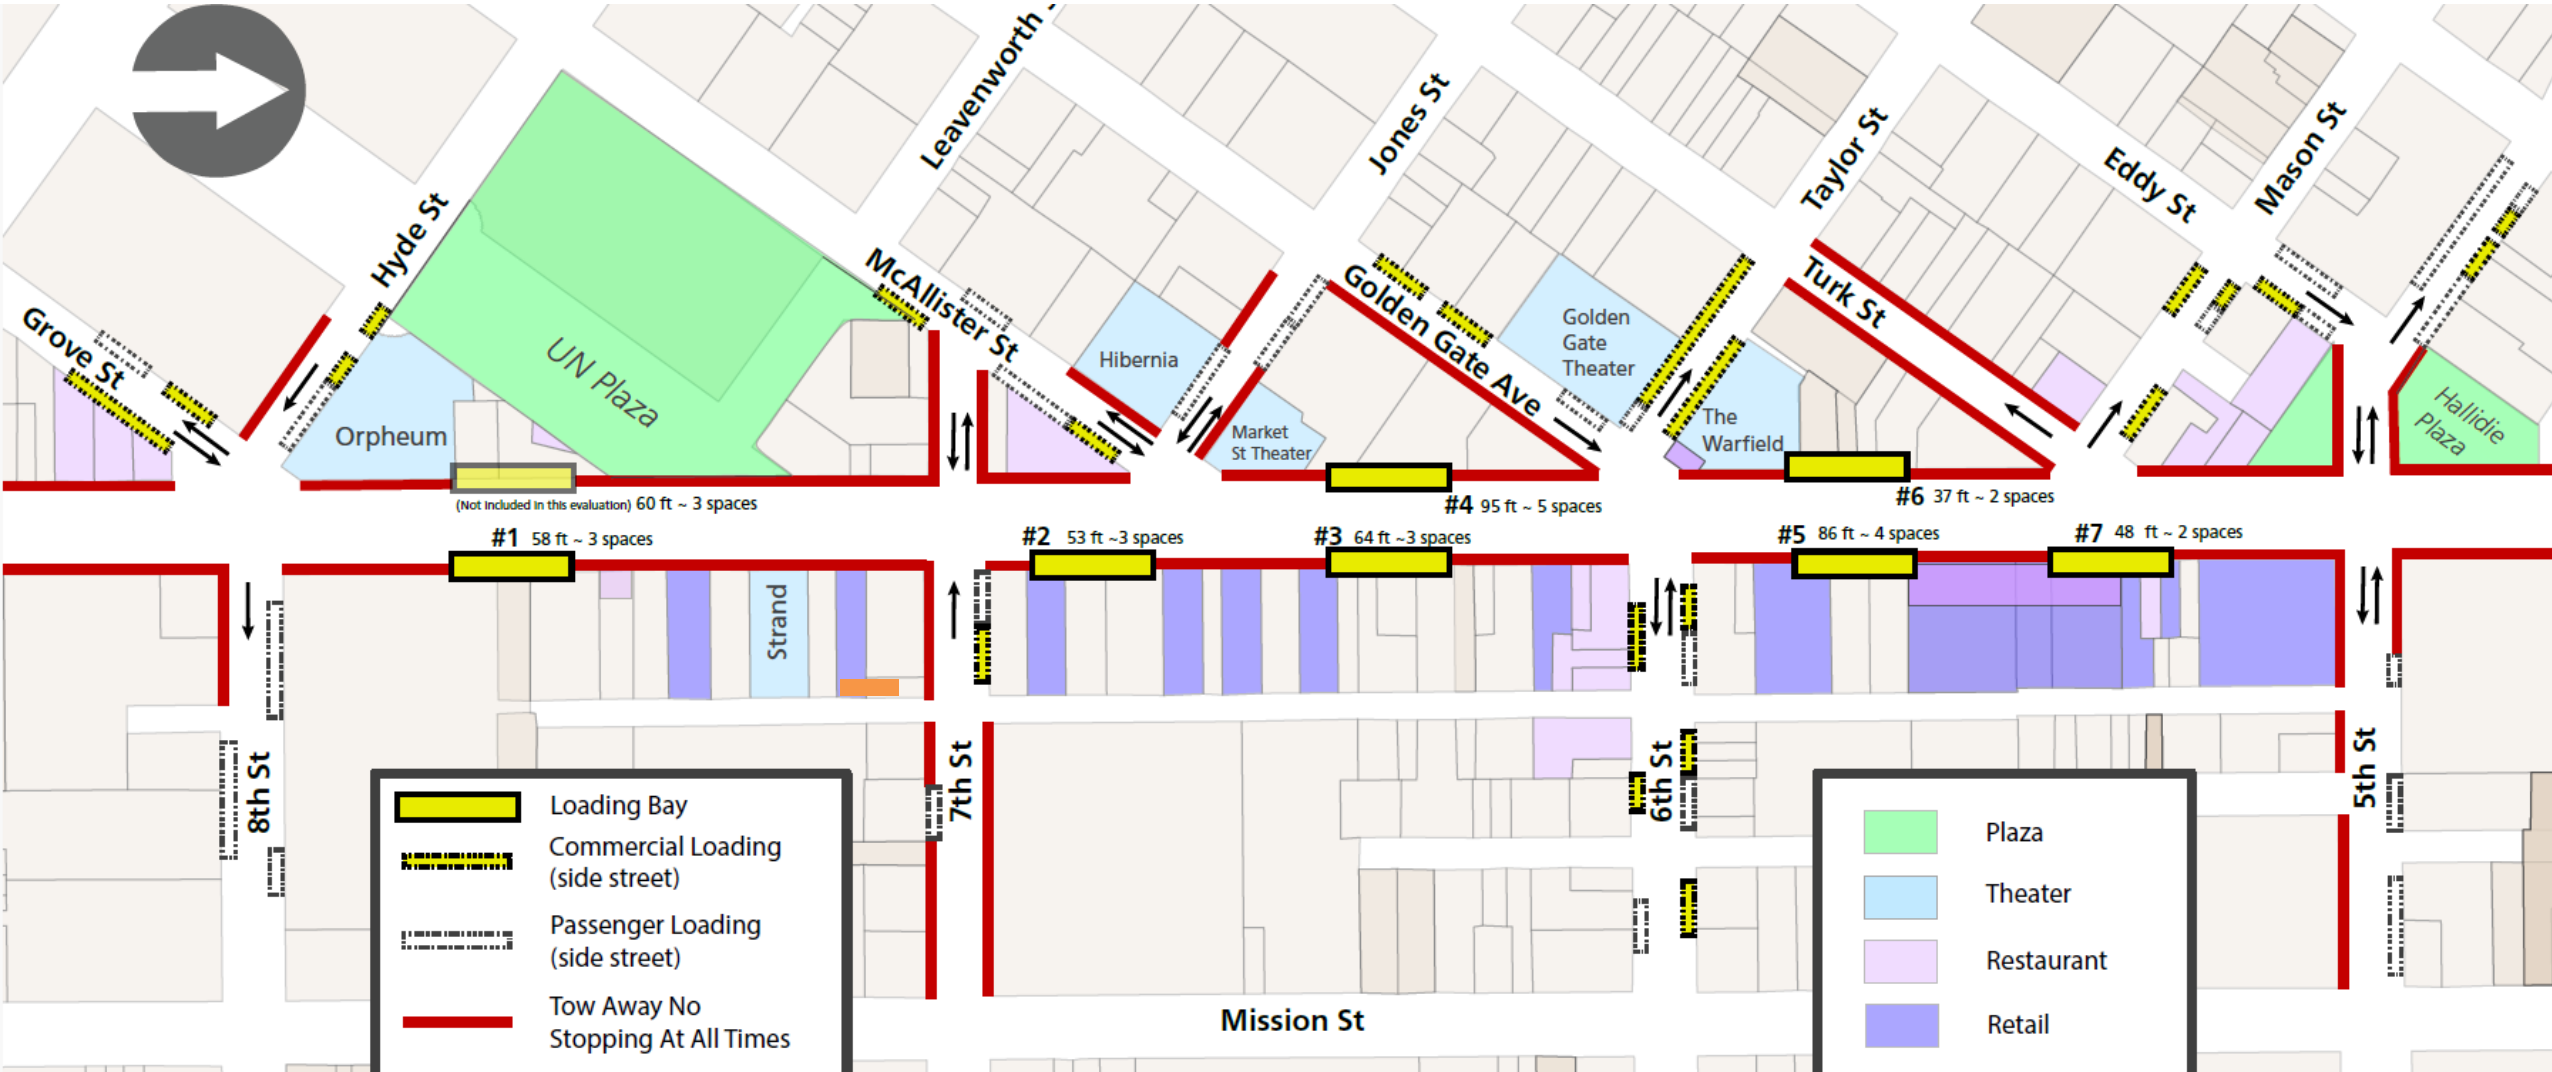 Leavenworth
Jones St
Taylor St
Eddy St
Mason St
Hyde St
McAllister St
Golden Gate Ave
Turk St
Grove St
UN Plaza
Orpheum
Hibernia
Market
St Theater
Golden
Gate
Theater
The
Warfield
Hallidie
Plaza
(Not Included in this evaluation) 60 ft ~ 3 spaces
#4 95 ft ~ 5 spaces
#6 37 ft ~ 2 spaces
#1 58 ft ~ 3 spaces
#2 53 ft ~3 spaces
#3 64 ft ~3 spaces
#5 86 ft ~ 4 spaces
#7 48 ft ~ 2 spaces
Strand
8th St
7th St
6th St
5th St
Mission St
Loading Bay
Commercial Loading
(side street)
Passenger Loading
(side street)
Tow Away No
Stopping At All Times
Plaza
Theater
Restaurant
Retail